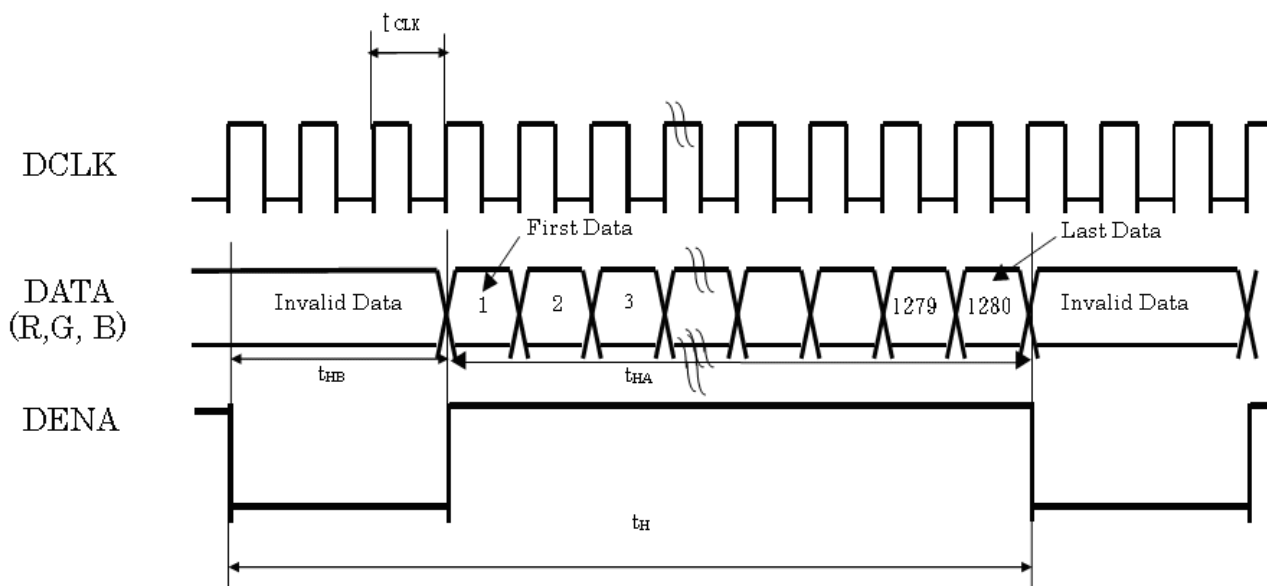 t CLK
DCLK
First Data
Last Data
DATA
(R,G, B)
Invalid Data
1
2
3
1279
1280
Invalid Data
tHB
tHA
DENA
tH